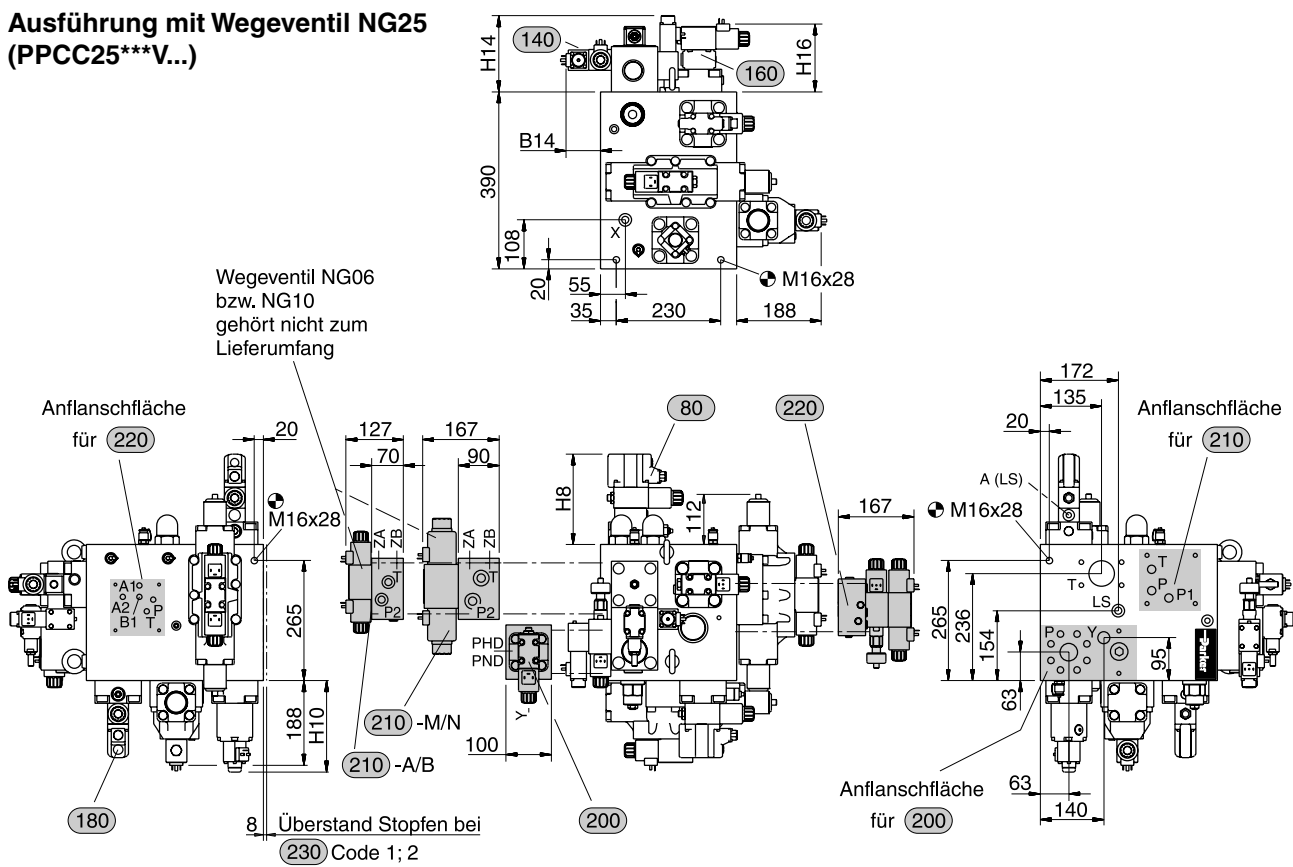 Ausführung mit Wegeventil NG25
(PPCC25***V...)
H14
140
160
H16
B14
390
108
20
X
55
35
230
188
M16x28
Wegeventil NG06
bzw. NG10
gehört nicht zum
Lieferumfang
Anflanschfläche
für 220
20
M16x28
A1
A2
B1
P
T
265
188
H10
180
8 Überstand Stopfen bei
230 Code 1; 2
127
70
167
90
ZA
ZB
T
P2
ZA
ZB
T
P2
PHD
PND
Y
210 -M/N
210 -A/B
100
200
80
H8
112
220
167
172
135
20
Anflanschfläche
für 210
A (LS)
M16x28
T
T
P
P1
LS
P
Y
265
236
154
63
95
Parker
63
140
Anflanschfläche
für 200